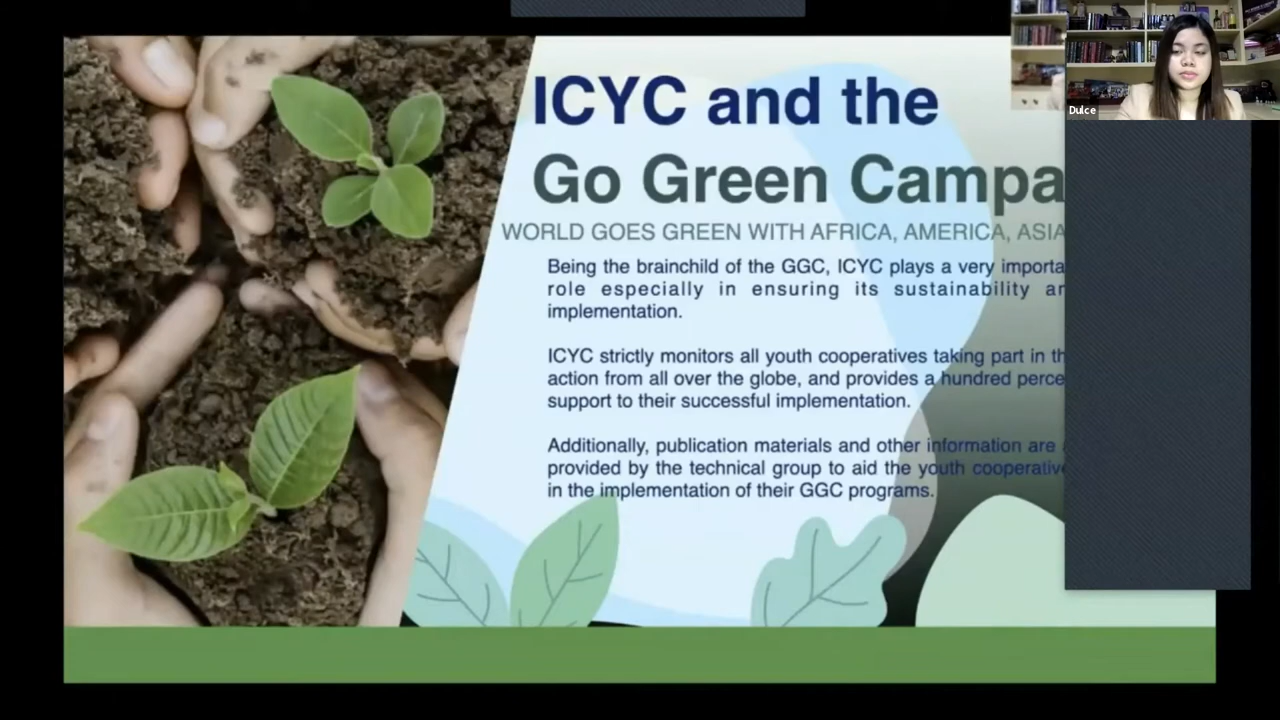 ICYC and the
Go Green Campa
WORLD GOES GREEN WITH AFRICA, AMERICA, ASIA
Being the brainchild of the GGC, ICYC plays a very importa
role especially in ensuring its sustainability ar
implementation.
ICYC strictly monitors all youth cooperatives taking part in th
action from all over the globe, and provides a hundred perce
support to their successful implementation.
Additionally, publication materials and other information are
provided by the technical group to aid the youth cooperative
in the implementation of their GGC programs.
Dulce